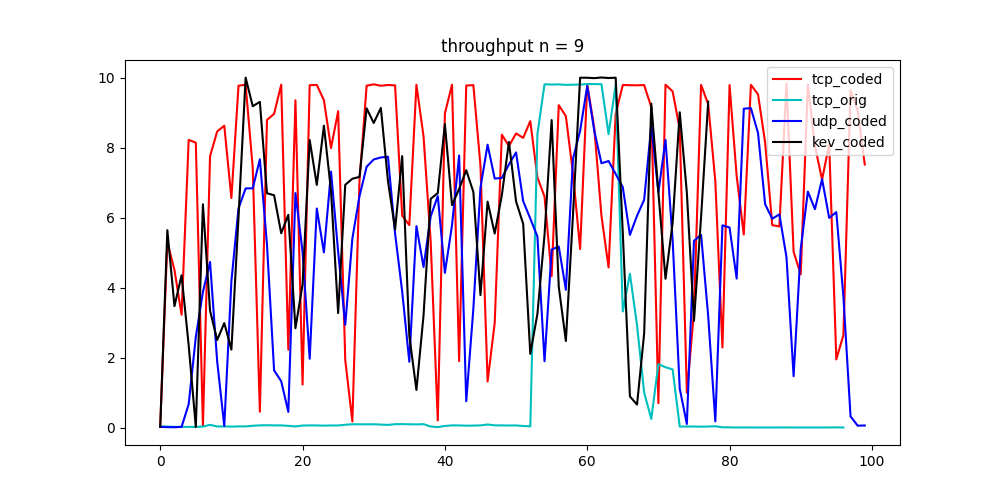 throughput n = 9
10
8
6
4
2
0
0
20
40
60
80
100
tcp_coded
tcp_orig
udp_coded
kev_coded